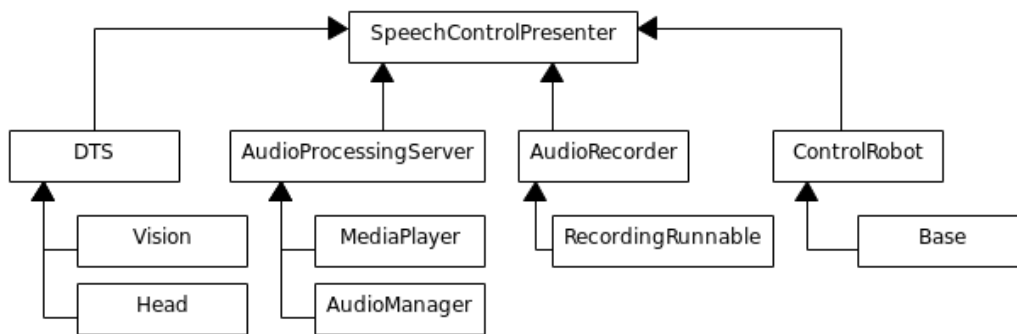 SpeechControlPresenter
DTS
AudioProcessingServer
AudioRecorder
ControlRobot
Vision
MediaPlayer
RecordingRunnable
Base
Head
AudioManager